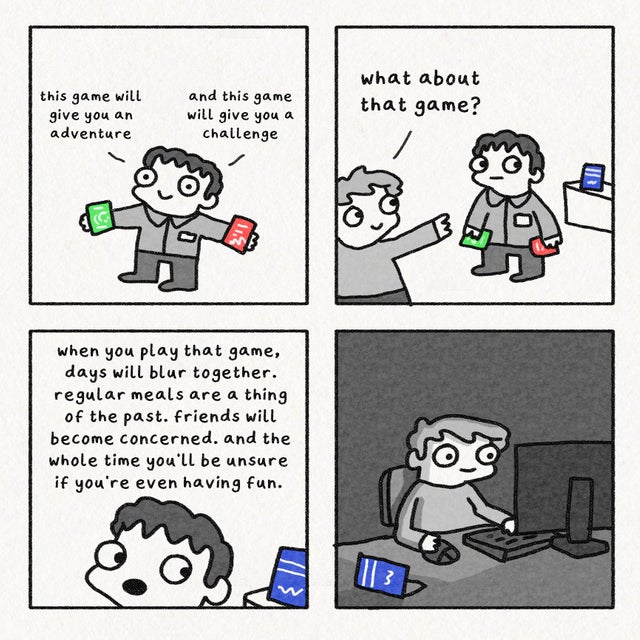 this game will
give you an
adventure
and this game
will give you a
challenge
what about
that game?
when you play that game,
days will blur together.
regular meals are a thing
of the past. friends will
become concerned. and the
whole time you'll be unsure
if you're even having fun.